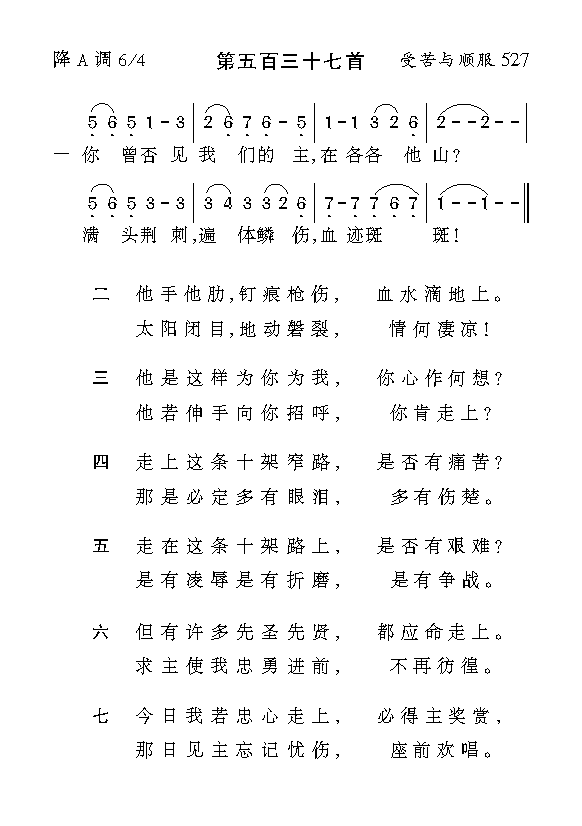 降 A 调 6/4 第五百三十七首 受苦与顺服 527
5 6 5 1 - 3 | 2 6 7 6 - 5 | 1 - 1 3 2 6 | 2 - - 2 - - |
一 你 曾否 见 我 们的 主,在 各各 他 山?
5 6 5 3 - 3 | 3 4 3 3 2 6 | 7 - 7 7 6 7 | 1 - - 1 - - ||
满 头荆 刺,遍 体鳞 伤,血 迹斑 斑!
二 他手他肋,钉痕枪伤, 血水滴地上。
太阳闭目,地动磐裂, 情何凄凉!
三 他是这样为你为我, 你心作何想?
他若伸手向你招呼, 你肯走上?
四 走上这条十架窄路, 是否有痛苦?
那是必定多有眼泪, 多有伤楚。
五 走在这条十架路上, 是否有艰难?
是有凌辱是有折磨, 是有争战。
六 但有许多先圣先贤, 都应命走上。
求主使我忠勇进前, 不再彷徨。
七 今日我若忠心走上, 必得主奖赏,
那日见主忘记忧伤, 座前欢唱。